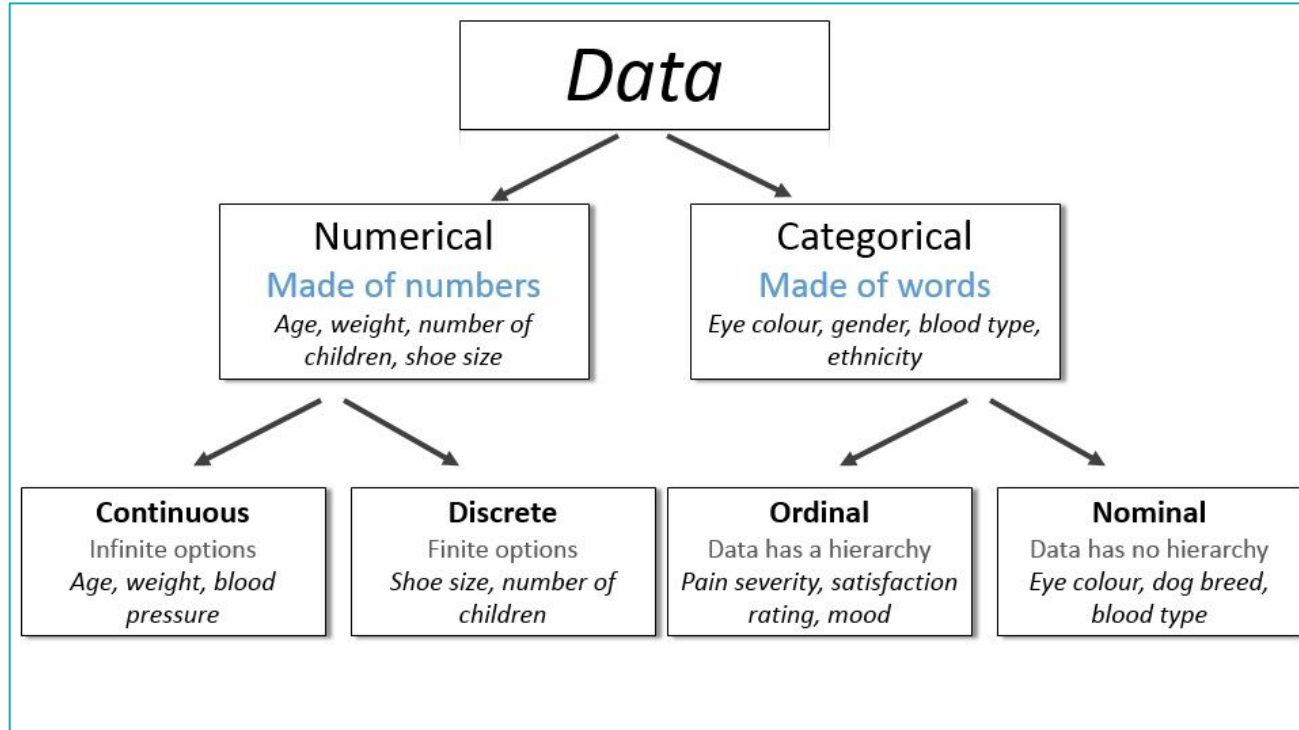 Data
Numerical
Made of numbers
Age, weight, number of
children, shoe size
Categorical
Made of words
Eye colour, gender, blood type,
ethnicity
Continuous
Infinite options
Age, weight, blood
pressure
Discrete
Finite options
Shoe size, number of
children
Ordinal
Data has a hierarchy
Pain severity, satisfaction
rating, mood
Nominal
Data has no hierarchy
Eye colour, dog breed,
blood type